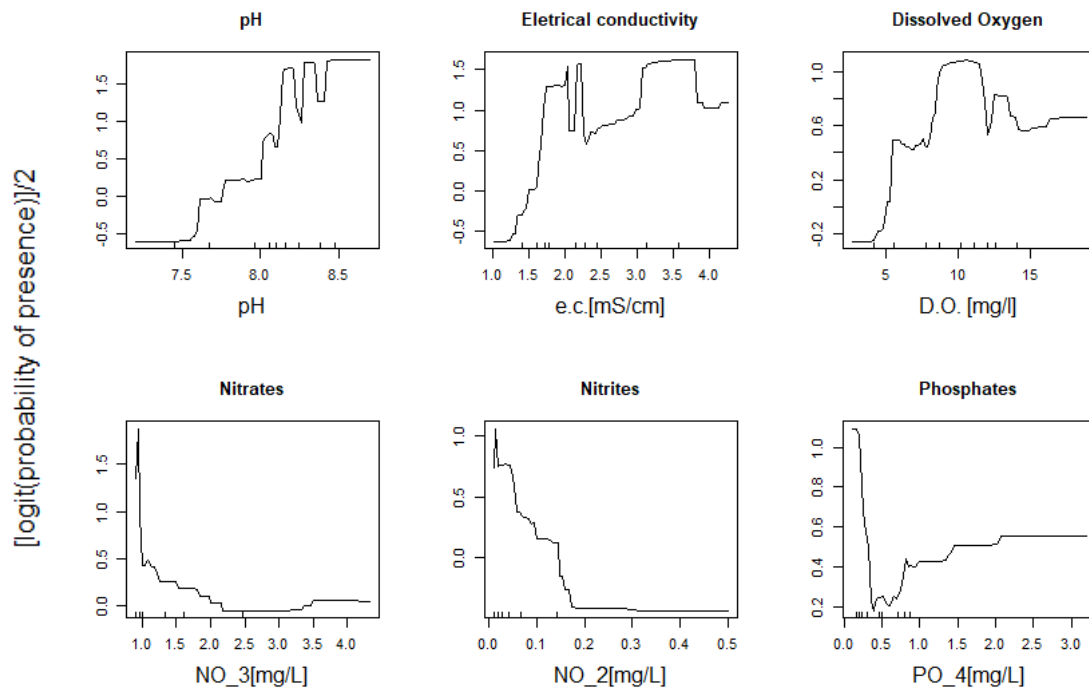 pH
Eletrical conductivity
Dissolved Oxygen
[logit(probability of presence)]/2
-0.5 0.0 0.5 1.0 1.5
7.5 8.0 8.5
pH
-0.5 0.0 0.5 1.0 1.5
1.0 1.5 2.0 2.5 3.0 3.5 4.0
e.c.[mS/cm]
-0.2 0.2 0.6 1.0
5 10 15
D.O. [mg/l]
Nitrates
Nitrites
Phosphates
0.0 0.5 1.0 1.5
1.0 1.5 2.0 2.5 3.0 3.5 4.0
NO_3[mg/L]
0.0 0.5 1.0
0.0 0.1 0.2 0.3 0.4 0.5
NO_2[mg/L]
0.2 0.4 0.6 0.8 1.0
0.0 0.5 1.0 1.5 2.0 2.5 3.0
PO_4[mg/L]